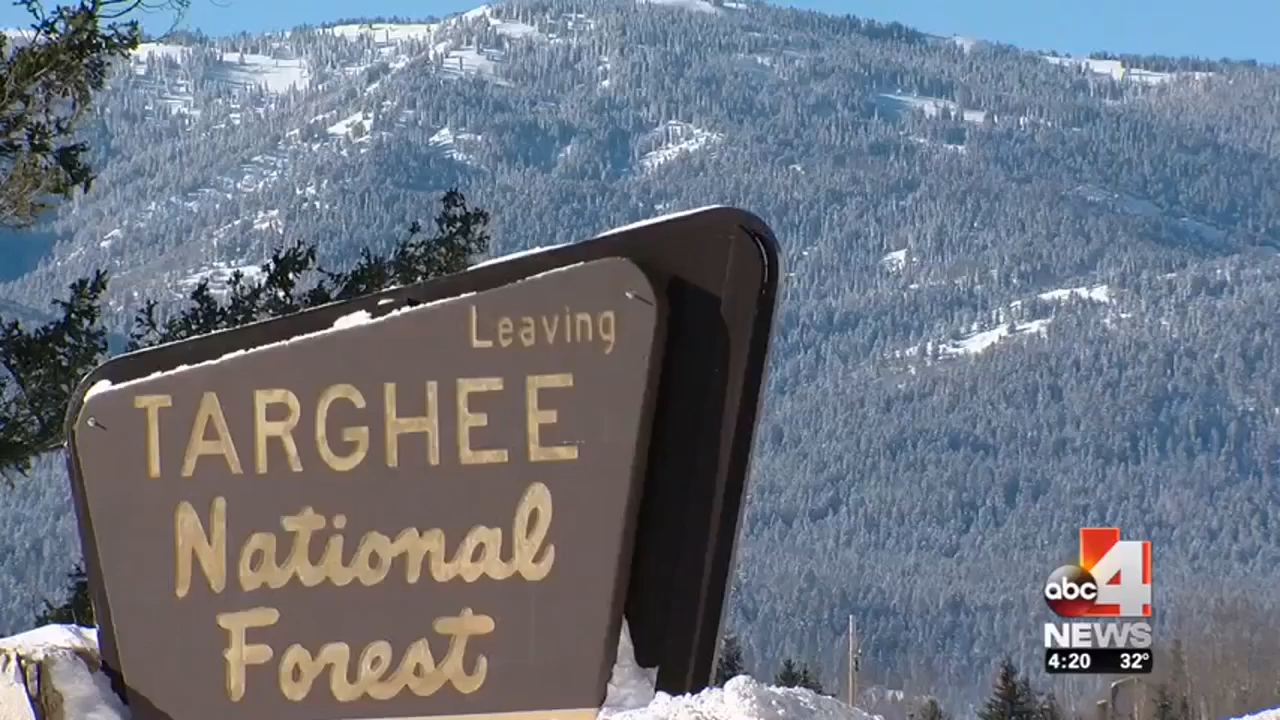 Leaving
TARGHEE
National
Forest
4
abc
NEWS
4:20 32°